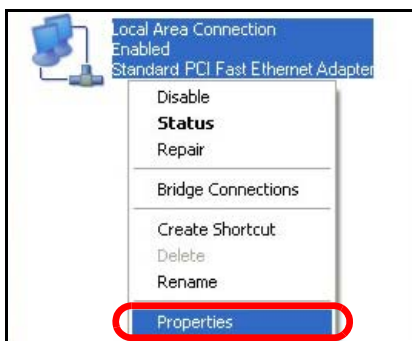 Local Area Connection
Enabled
Standard PCI Fast Ethernet Adapter
Disable
Status
Repair
Bridge Connections
Create Shortcut
Delete
Rename
Properties